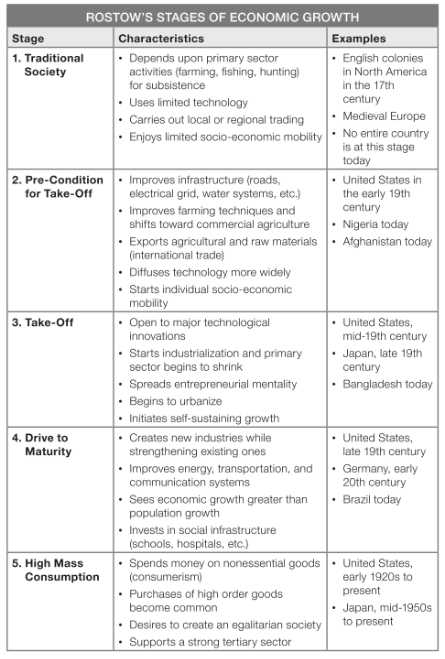 ROSTOW'S STAGES OF ECONOMIC GROWTH
Stage
Characteristics
Examples
1. Traditional
Society
• Depends upon primary sector
activities (farming, fishing, hunting)
for subsistence
• Uses limited technology
• Carries out local or regional trading
• Enjoys limited socio-economic mobility
• English colonies
in North America
in the 17th
century
• Medieval Europe
• No entire country
is at this stage
today
2. Pre-Condition
for Take-Off
• Improves infrastructure (roads,
electrical grid, water systems, etc.)
• Improves farming techniques and
shifts toward commercial agriculture
• Exports agricultural and raw materials
(international trade)
• Diffuses technology more widely
• Starts individual socio-economic
mobility
• United States in
the early 19th
century
• Nigeria today
• Afghanistan today
3. Take-Off
• Open to major technological
innovations
• Starts industrialization and primary
sector begins to shrink
• Spreads entrepreneurial mentality
• Begins to urbanize
• Initiates self-sustaining growth
• United States,
mid-19th century
• Japan, late 19th
century
• Bangladesh today
4. Drive to
Maturity
• Creates new industries while
strengthening existing ones
• Improves energy, transportation, and
communication systems
• Sees economic growth greater than
population growth
• Invests in social infrastructure
(schools, hospitals, etc.)
• United States,
late 19th century
• Germany, early
20th century
• Brazil today
5. High Mass
Consumption
• Spends money on nonessential goods
(consumerism)
• Purchases of high order goods
become common
• Desires to create an egalitarian society
• Supports a strong tertiary sector
• United States,
early 1920s to
present
• Japan, mid-1950s
to present